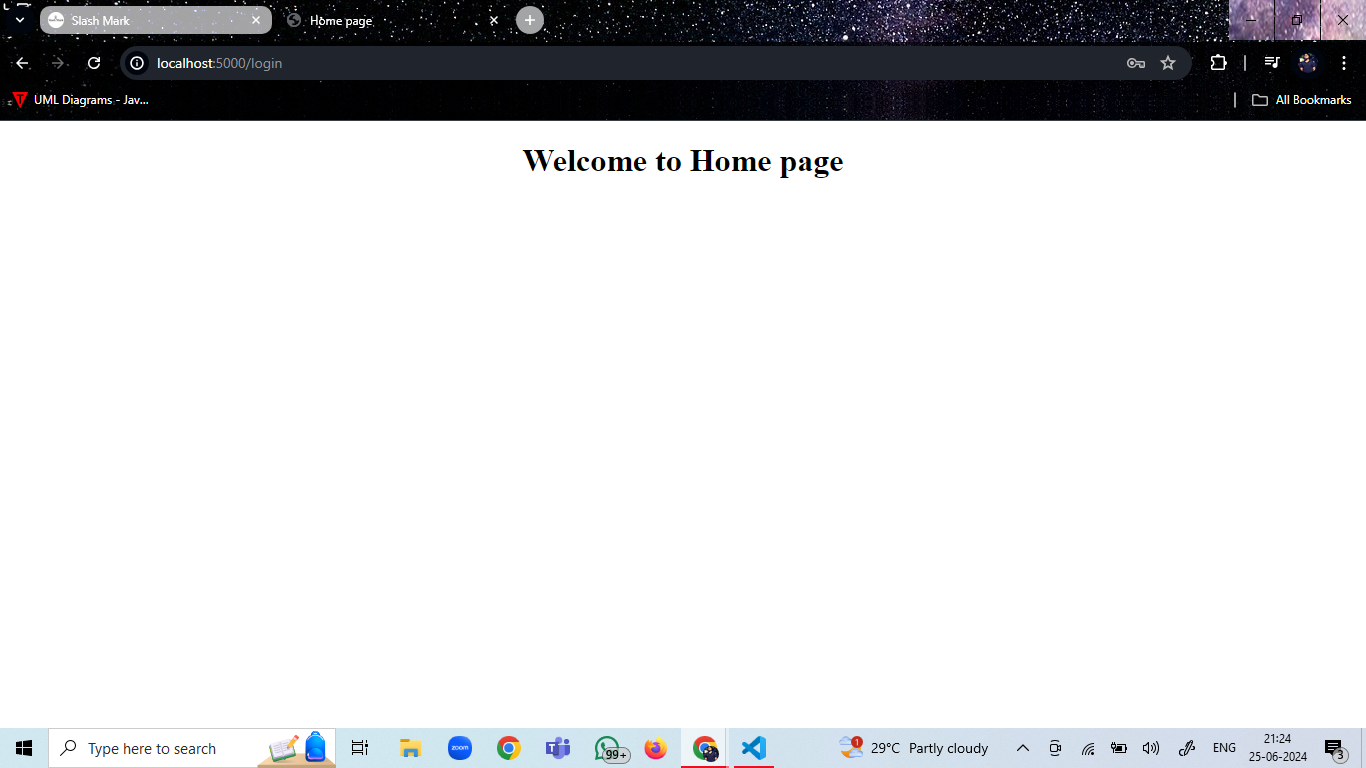 Slash Mark
Home page
localhost:5000/login
UML Diagrams - Jav...
All Bookmarks
Welcome to Home page
Type here to search
zoom
99+
1
29°C Partly cloudy
ENG
21:24
25-06-2024
3